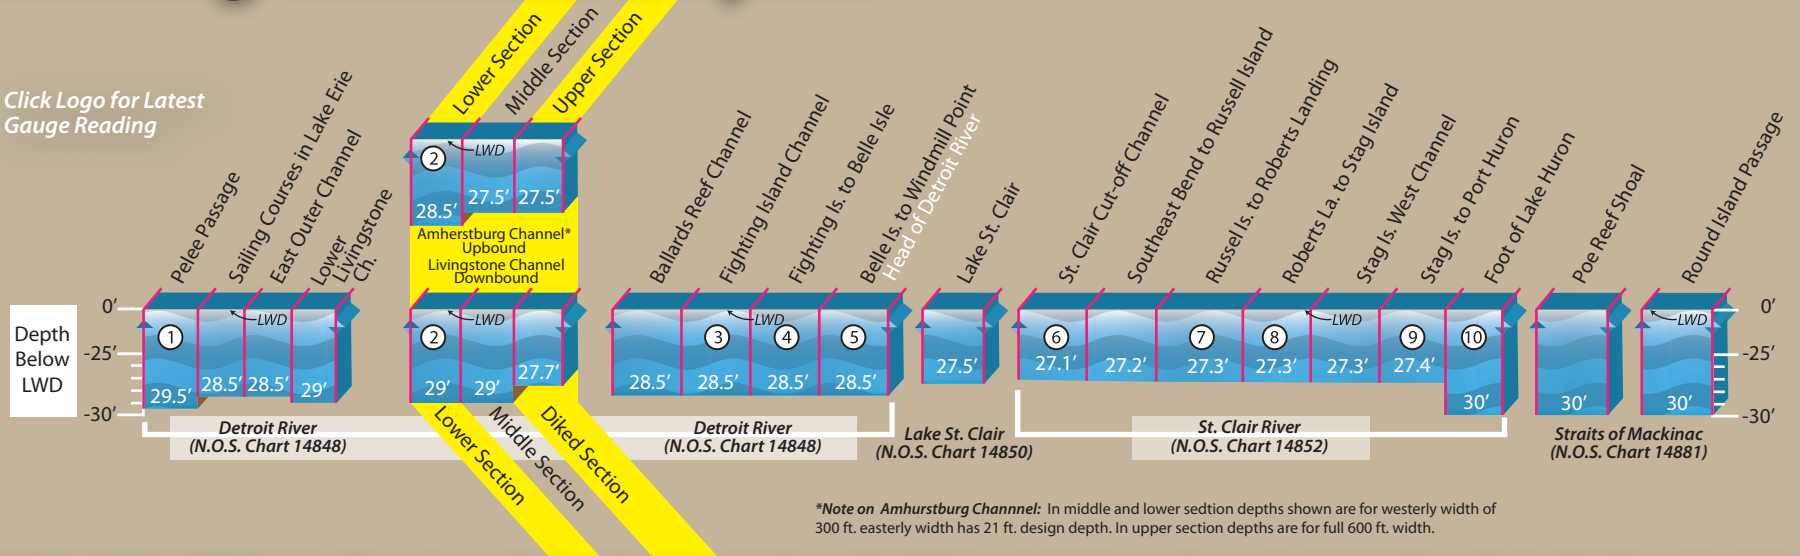 Click Logo for Latest
Gauge Reading
Lower Section
Middle Section
Upper Section
2
LWD
28.5’
27.5’
27.5’
Amherstburg Channel*
Upbound
Livingstone Channel
Downbound
Pelee Passage
Sailing Courses in Lake Erie
East Outer Channel
Lower
Livingstone
Ch.
Ballards Reef Channel
Fighting Island Channel
Fighting Is. to Belle Isle
Belle Is. to Windmill Point
Head of Detroit River
Lake St. Clair
St. Clair Cut-off Channel
Southeast Bend to Russell Island
Russel Is. to Roberts Landing
Roberts La. to Stag Island
Stag Is. West Channel
Stag Is. to Port Huron
Foot of Lake Huron
Poe Reef Shoal
Round Island Passage
Depth
Below
LWD
0’
-25’
-30’
1
LWD
29.5’
28.5’
28.5’
29’
2
LWD
29’
29’
27.7’
3
LWD
4
5
28.5’
28.5’
28.5’
28.5’
27.5’
6
7
8
LWD
9
10
27.1’
27.2’
27.3’
27.3’
27.3’
27.4’
30’
30’
LWD
30’
0’
-25’
-30’
Detroit River
(N.O.S. Chart 14848)
Lower Section
Middle Section
Diked Section
Detroit River
(N.O.S. Chart 14848)
Lake St. Clair
(N.O.S. Chart 14850)
St. Clair River
(N.O.S. Chart 14852)
Straits of Mackinac
(N.O.S. Chart 14881)
*Note on Amhurstburg Channnel: In middle and lower sedtion depths shown are for westerly width of
300 ft. easterly width has 21 ft. design depth. In upper section depths are for full 600 ft. width.